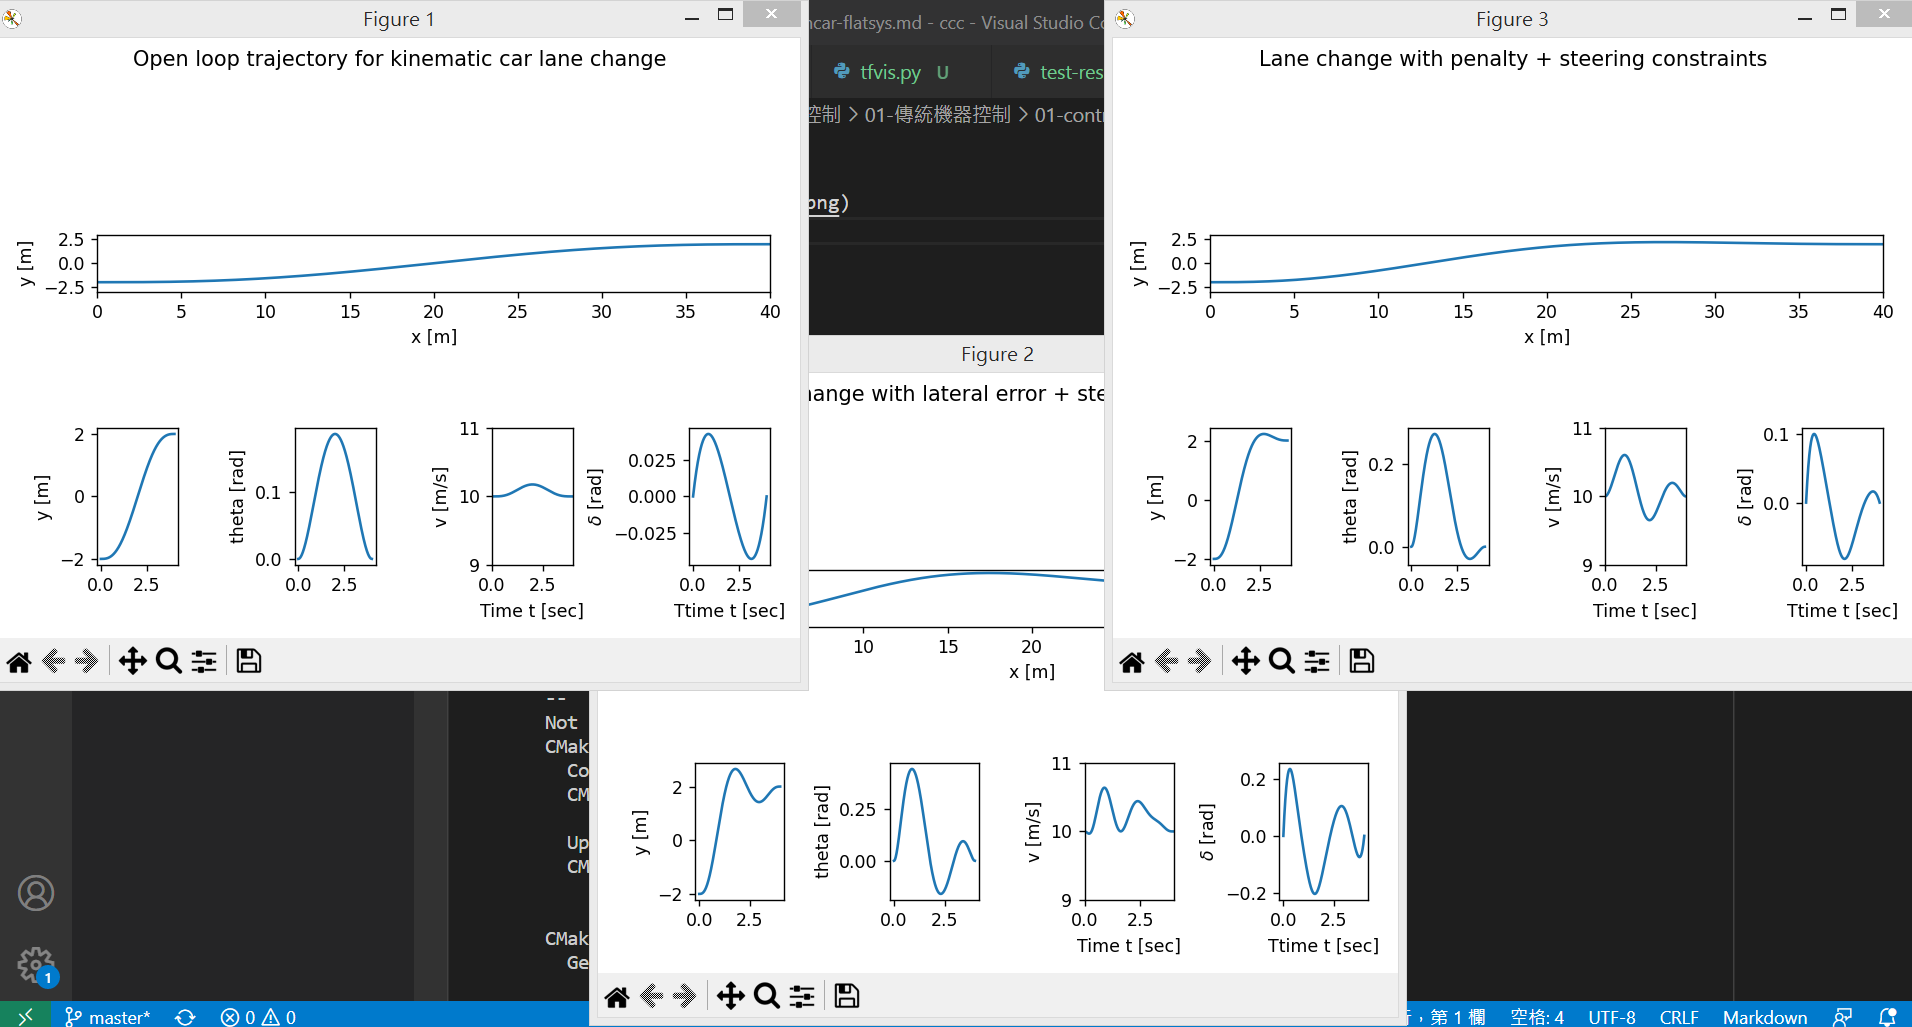 Figure 1
Open loop trajectory for kinematic car lane change
y [m]
2.5
0.0
−2.5
0 5 10 15 20 25 30 35 40
x [m]
y [m]
2
0
−2
0.0 2.5
theta [rad]
0.1
0.0
0.0 2.5
v [m/s]
11
10
9
0.0 2.5
Time t [sec]
δ [rad]
0.025
0.000
−0.025
0.0 2.5
Ttime t [sec]
car-flatsys.md - ccc - Visual Studio
tfvis.py U
01-傳統機器控制
png)
Figure 2
change with lateral error +
10 15 20
x [m]
y [m]
2
0
−2
0.0 2.5
theta [rad]
0.25
0.00
0.0 2.5
v [m/s]
11
10
9
0.0 2.5
Time t [sec]
δ [rad]
0.2
0.0
−0.2
0.0 2.5
Ttime t [sec]
Figure 3
Lane change with penalty + steering constraints
y [m]
2.5
0.0
−2.5
0 5 10 15 20 25 30 35 40
x [m]
y [m]
2
0
−2
0.0 2.5
theta [rad]
0.2
0.0
0.0 2.5
v [m/s]
11
10
9
0.0 2.5
Time t [sec]
δ [rad]
0.1
0.0
0.0 2.5
Ttime t [sec]
--
Not
CMak
Co
CM
Up
CM
CMak
Ge
1
master* 0 0
第 1 欄 空格: 4 UTF-8 CRLF Markdown